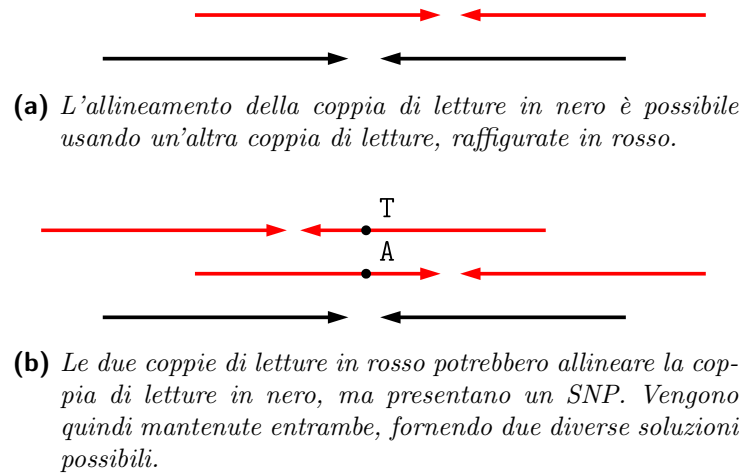 (a) L'allineamento della coppia di letture in nero è possibile
usando un'altra coppia di letture, raffigurate in rosso.
T
A
(b) Le due coppie di letture in rosso potrebbero allineare la cop-
pia di letture in nero, ma presentano un SNP. Vengono
quindi mantenute entrambe, fornendo due diverse soluzioni
possibili.